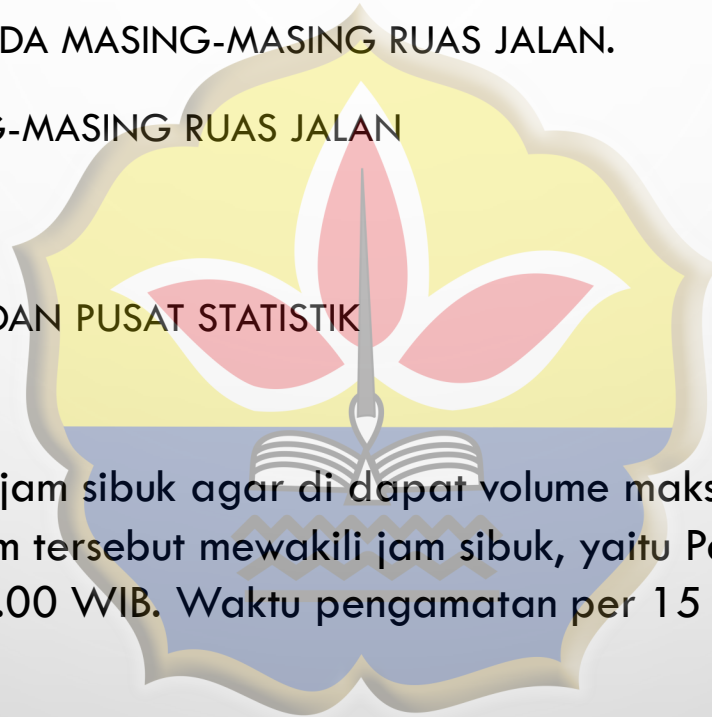 DA MASING-MASING RUAS JALAN.
G-MASING RUAS JALAN
DAN PUSAT STATISTIK
jam sibuk agar di dapat volume maks
m tersebut mewakili jam sibuk, yaitu Pa
.00 WIB. Waktu pengamatan per 15